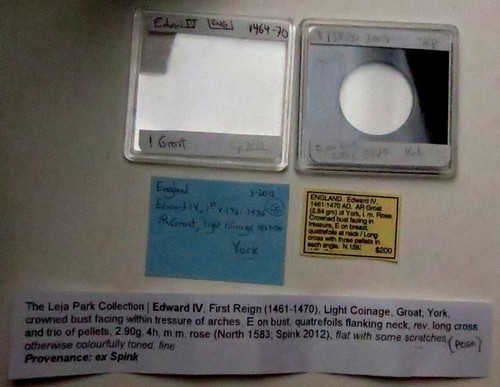 Edward IV ENG 1464-70
1 Groat Sp 2012
England S-2012
Edward IV, 1st r. 1461-1470
AR Groat, light coinage
York
ENGLAND. Edward IV,
1461-1470 AD. AR Groat
(2.84 gm) of York, i. m. Rose.
Crowned bust facing in
treasure, E on breast,
quatrefoils at neck / Long
cross with three pellets in
each angle. N.1583
$200
The Leja Park Collection | Edward IV, First Reign (1461-1470), Light Coinage, Groat, York,
crowned bust facing within tressure of arches. E on bust, quatrefoils flanking neck, rev. long cross
and trio of pellets, 2.90g, 4h, m.m. rose (North 1583, Spink 2012), flat with some scratches,
otherwise colourfully toned, fine
Provenance: ex Spink